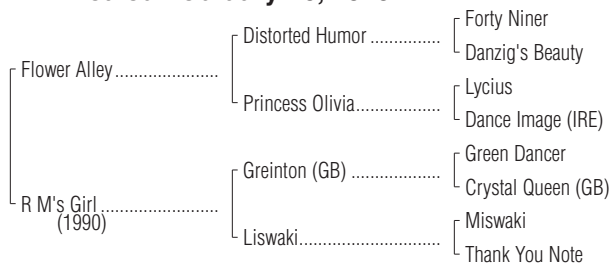 Forty Niner
Distorted Humor ..................
Danzig's Beauty
Flower Alley.......................
Lycius
Princess Olivia...................
Dance Image (IRE)
Green Dancer
Greinton (GB) ....................
Crystal Queen (GB)
R M's Girl ..........................
(1990)
Miswaki
Liswaki...............................
Thank You Note